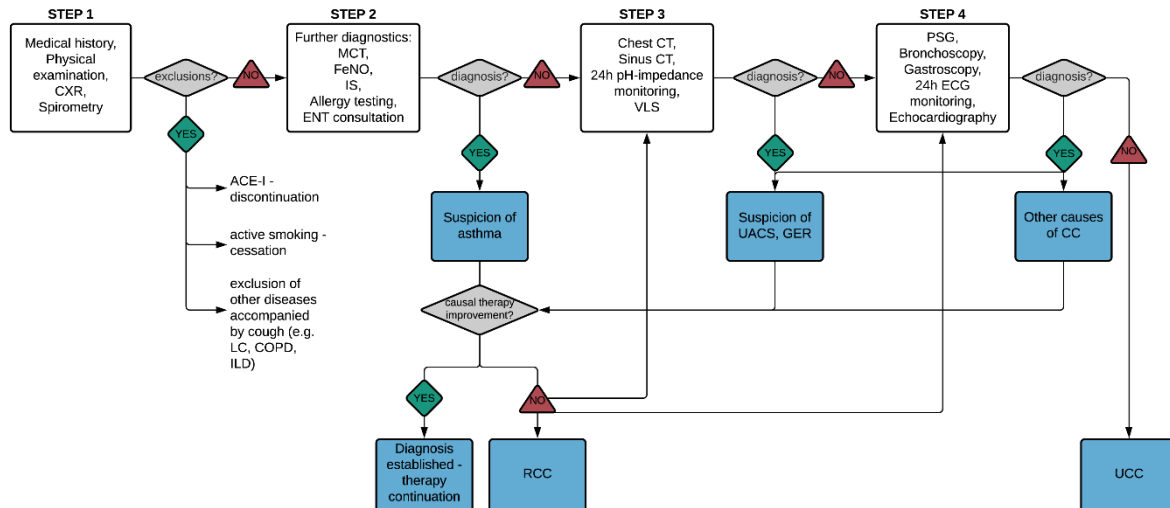 STEP 1
Medical history,
Physical
examination,
CXR,
Spirometry
exclusions?
NO
YES
ACE-I -
discontinuation
active smoking -
cessation
exclusion of
other diseases
accompanied
by cough (e.g.
LC, COPD,
ILD)
STEP 2
Further diagnostics:
MCT,
FeNO,
IS,
Allergy testing,
ENT consultation
diagnosis?
NO
YES
Suspicion of
asthma
STEP 3
Chest CT,
Sinus CT,
24h pH-impedance
monitoring,
VLS
diagnosis?
NO
YES
Suspicion of
UACS, GER
STEP 4
PSG,
Bronchoscopy,
Gastroscopy,
24h ECG
monitoring,
Echocardiography
diagnosis?
YES
NO
Other causes
of CC
causal therapy
improvement?
YES
NO
Diagnosis
established -
therapy
continuation
RCC
UCC